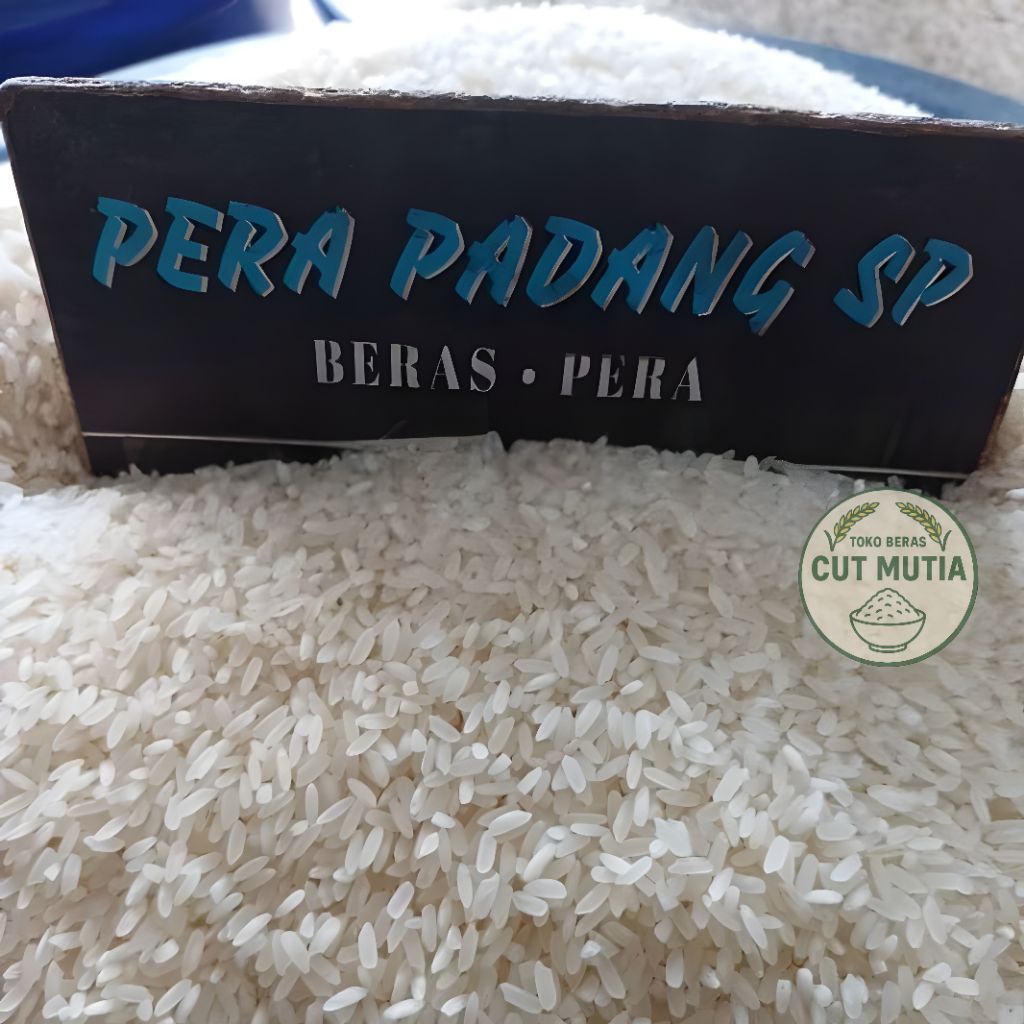 PERA PADANG SP
BERAS • PERA
TOKO BERAS
CUT MUTIA